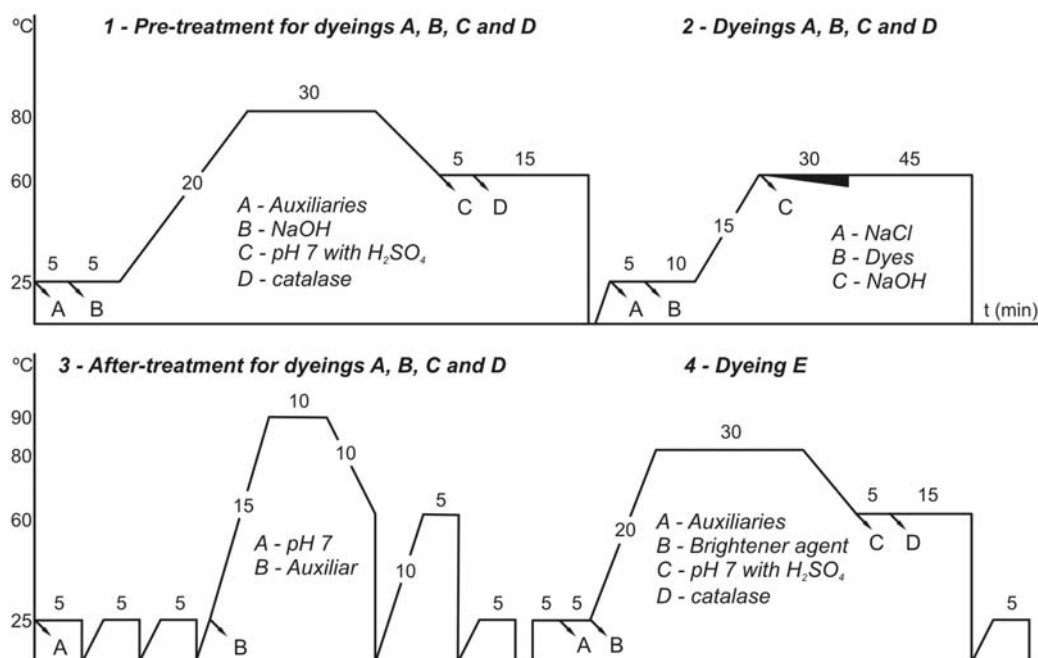 ºC
1 - Pre-treatment for dyeings A, B, C and D
80
60
25
5 5
20
30
5 15
A B
C D
A - Auxiliaries
B - NaOH
C - pH 7 with H₂SO₄
D - catalase
2 - Dyeings A, B, C and D
5 10
15
30 45
A B
C
A - NaCl
B - Dyes
C - NaOH
t (min)
ºC
3 - After-treatment for dyeings A, B, C and D
90
80
60
25
5 5 5
15
10
10
10
5
5
A
B
A - pH 7
B - Auxiliar
4 - Dyeing E
5 5
20
30
5 15
5
A B
C D
A - Auxiliaries
B - Brightener agent
C - pH 7 with H₂SO₄
D - catalase